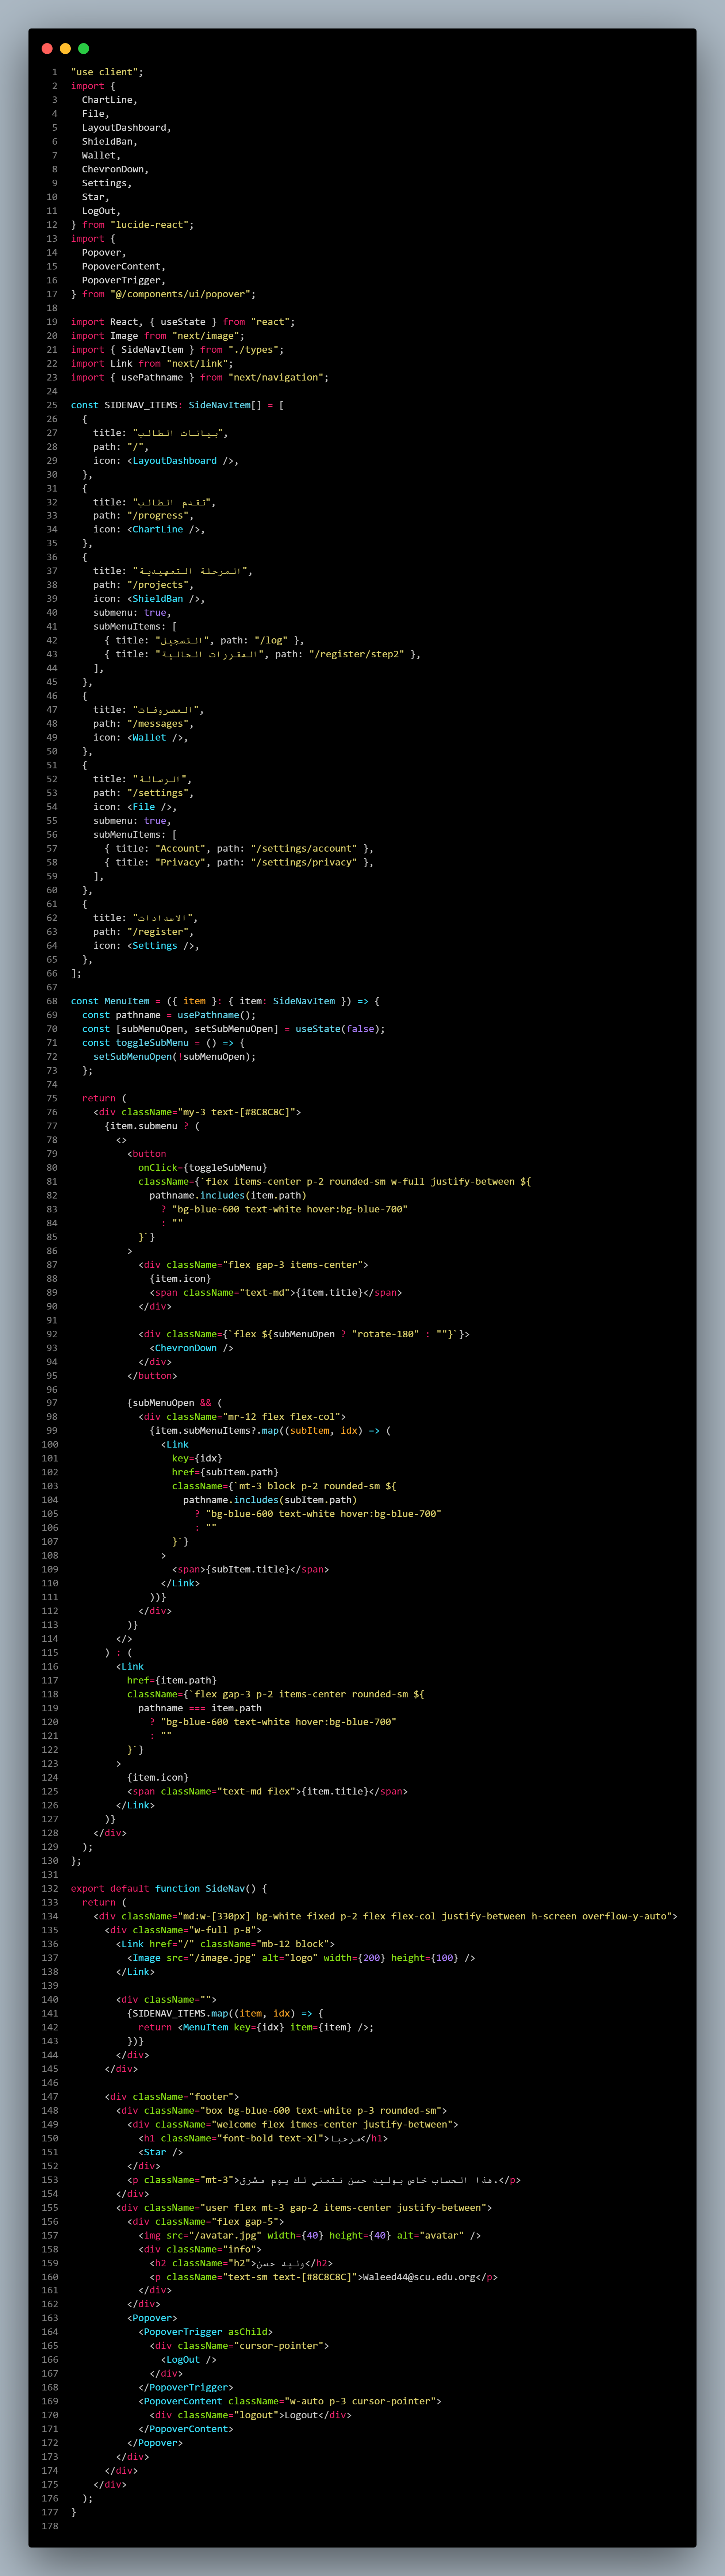 1 "use client";
2 import {
3   ChartLine,
4   File,
5   LayoutDashboard,
6   ShieldBan,
7   Wallet,
8   ChevronDown,
9   Settings,
10   Star,
11   LogOut,
12 } from "lucide-react";
13 import {
14   Popover,
15   PopoverContent,
16   PopoverTrigger,
17 } from "@/components/ui/popover";
18
19 import React, { useState } from "react";
20 import Image from "next/image";
21 import { SideNavItem } from "./types";
22 import Link from "next/link";
23 import { usePathname } from "next/navigation";
24
25 const SIDENAV_ITEMS: SideNavItem[] = [
26   {
27     title: "بيانات الطالب",
28     path: "/",
29     icon: <LayoutDashboard />,
30   },
31   {
32     title: "تقدم الطالب",
33     path: "/progress",
34     icon: <ChartLine />,
35   },
36   {
37     title: "المرحلة التمهيدية",
38     path: "/projects",
39     icon: <ShieldBan />,
40     submenu: true,
41     subMenuItems: [
42       { title: "التسجيل", path: "/log" },
43       { title: "المقررات الحالية", path: "/register/step2" },
44     ],
45   },
46   {
47     title: "المصروفات",
48     path: "/messages",
49     icon: <Wallet />,
50   },
51   {
52     title: "الرسالة",
53     path: "/settings",
54     icon: <File />,
55     submenu: true,
56     subMenuItems: [
57       { title: "Account", path: "/settings/account" },
58       { title: "Privacy", path: "/settings/privacy" },
59     ],
60   },
61   {
62     title: "الاعدادات",
63     path: "/register",
64     icon: <Settings />,
65   },
66 ];
67
68 const MenuItem = ({ item }: { item: SideNavItem }) => {
69   const pathname = usePathname();
70   const [subMenuOpen, setSubMenuOpen] = useState(false);
71   const toggleSubMenu = () => {
72     setSubMenuOpen(!subMenuOpen);
73   };
74
75   return (
76     <div className="my-3 text-[#8C8C8C]">
77       {item.submenu ? (
78         <>
79           <button
80             onClick={toggleSubMenu}
81             className={`flex items-center p-2 rounded-sm w-full justify-between ${
82               pathname.includes(item.path)
83                 ? "bg-blue-600 text-white hover:bg-blue-700"
84                 : ""
85             }`}
86           >
87             <div className="flex gap-3 items-center">
88               {item.icon}
89               <span className="text-md">{item.title}</span>
90             </div>
91
92             <div className={`flex ${subMenuOpen ? "rotate-180" : ""}`}>
93               <ChevronDown />
94             </div>
95           </button>
96
97           {subMenuOpen && (
98             <div className="mr-12 flex flex-col">
99               {item.subMenuItems?.map((subItem, idx) => (
100                 <Link
101                   key={idx}
102                   href={subItem.path}
103                   className={`mt-3 block p-2 rounded-sm ${
104                     pathname.includes(subItem.path)
105                       ? "bg-blue-600 text-white hover:bg-blue-700"
106                       : ""
107                   }`}
108                 >
109                   <span>{subItem.title}</span>
110                 </Link>
111               ))}
112             </div>
113           )}
114         </>
115       ) : (
116         <Link
117           href={item.path}
118           className={`flex gap-3 p-2 items-center rounded-sm ${
119             pathname === item.path
120               ? "bg-blue-600 text-white hover:bg-blue-700"
121               : ""
122           }`}
123         >
124           {item.icon}
125           <span className="text-md flex">{item.title}</span>
126         </Link>
127       )}
128     </div>
129   );
130 };
131
132 export default function SideNav() {
133   return (
134     <div className="md:w-[330px] bg-white fixed p-2 flex flex-col justify-between h-screen overflow-y-auto">
135       <div className="w-full p-8">
136         <Link href="/" className="mb-12 block">
137           <Image src="/image.jpg" alt="logo" width={200} height={100} />
138         </Link>
139
140         <div className="">
141           {SIDENAV_ITEMS.map((item, idx) => {
142             return <MenuItem key={idx} item={item} />;
143           })}
144         </div>
145       </div>
146
147       <div className="footer">
148         <div className="box bg-blue-600 text-white p-3 rounded-sm">
149           <div className="welcome flex itmes-center justify-between">
150             <h1 className="font-bold text-xl">مرحبا</h1>
151             <Star />
152           </div>
153           <p className="mt-3">هذا الحساب خاص بوليد حسن نتمني لك يوم مشرق.</p>
154         </div>
155         <div className="user flex mt-3 gap-2 items-center justify-between">
156           <div className="flex gap-5">
157             <img src="/avatar.jpg" width={40} height={40} alt="avatar" />
158             <div className="info">
159               <h2 className="h2">وليد حسن</h2>
160               <p className="text-sm text-[#8C8C8C]">Waleed44@scu.edu.org</p>
161             </div>
162           </div>
163           <Popover>
164             <PopoverTrigger asChild>
165               <div className="cursor-pointer">
166                 <LogOut />
167               </div>
168             </PopoverTrigger>
169             <PopoverContent className="w-auto p-3 cursor-pointer">
170               <div className="logout">Logout</div>
171             </PopoverContent>
172           </Popover>
173         </div>
174       </div>
175     </div>
176   );
177 }
178